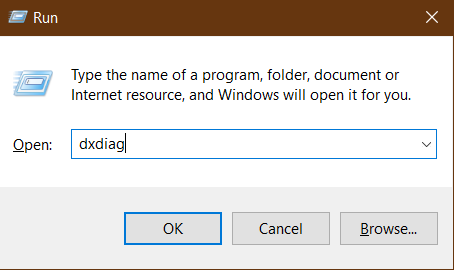 Run
Type the name of a program, folder, document or
Internet resource, and Windows will open it for you.
Open: dxdiag
OK Cancel Browse...